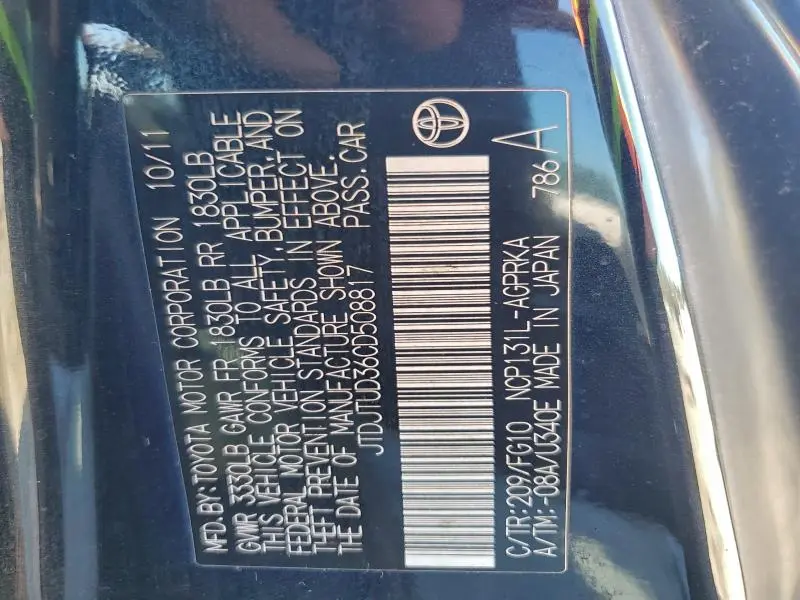 MFD. BY: TOYOTA MOTOR CORPORATION 10/11
GVWR 3330LB GAWR FR 1830LB RR 1830LB
THIS VEHICLE CONFORMS TO ALL APPLICABLE
FEDERAL MOTOR VEHICLE SAFETY, BUMPER, AND
THEFT PREVENTION STANDARDS IN EFFECT ON
THE DATE OF MANUFACTURE SHOWN ABOVE.
JTDJTUD36CD508817 PASS. CAR
C/TR: 209/FG10 NCP131L-AGPRKA 786 A
A/TM: -08A/U340E MADE IN JAPAN